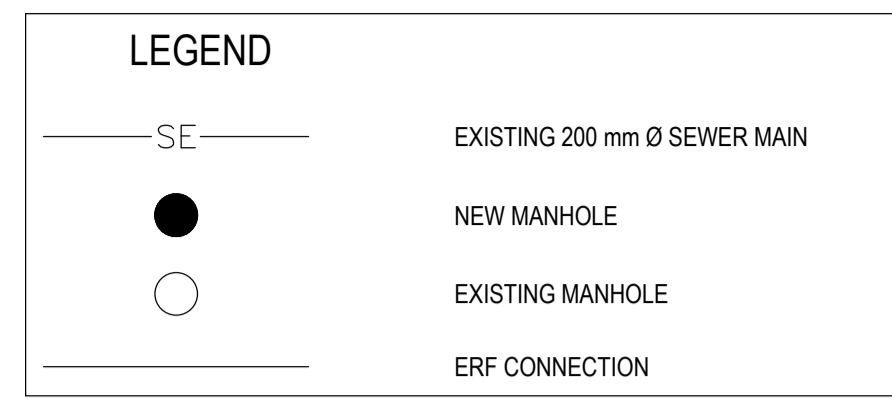 LEGEND
SE EXISTING 200 mm Ø SEWER MAIN
NEW MANHOLE
EXISTING MANHOLE
ERF CONNECTION